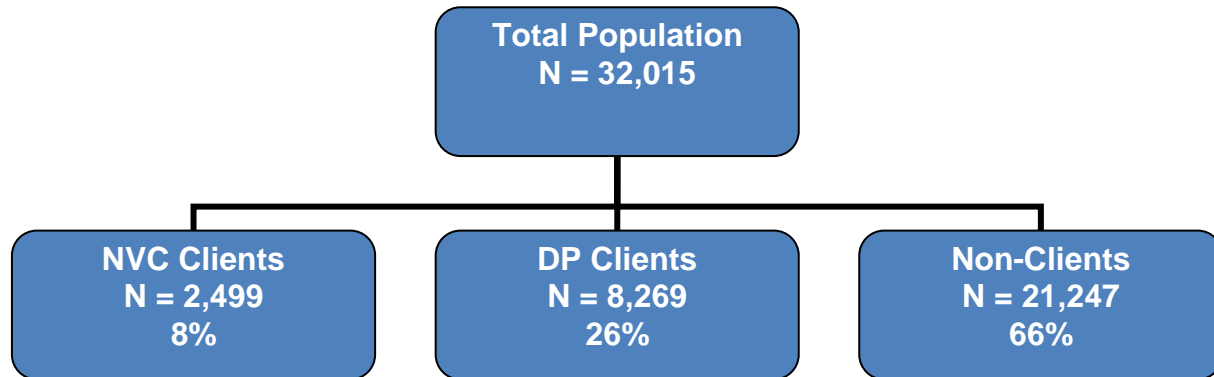 Total Population
N = 32,015
NVC Clients
N = 2,499
8%
DP Clients
N = 8,269
26%
Non-Clients
N = 21,247
66%